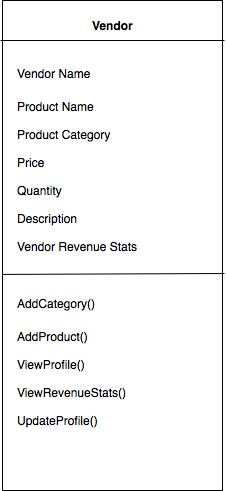 Vendor
Vendor Name
Product Name
Product Category
Price
Quantity
Description
Vendor Revenue Stats
AddCategory()
AddProduct()
ViewProfile()
ViewRevenueStats()
UpdateProfile()